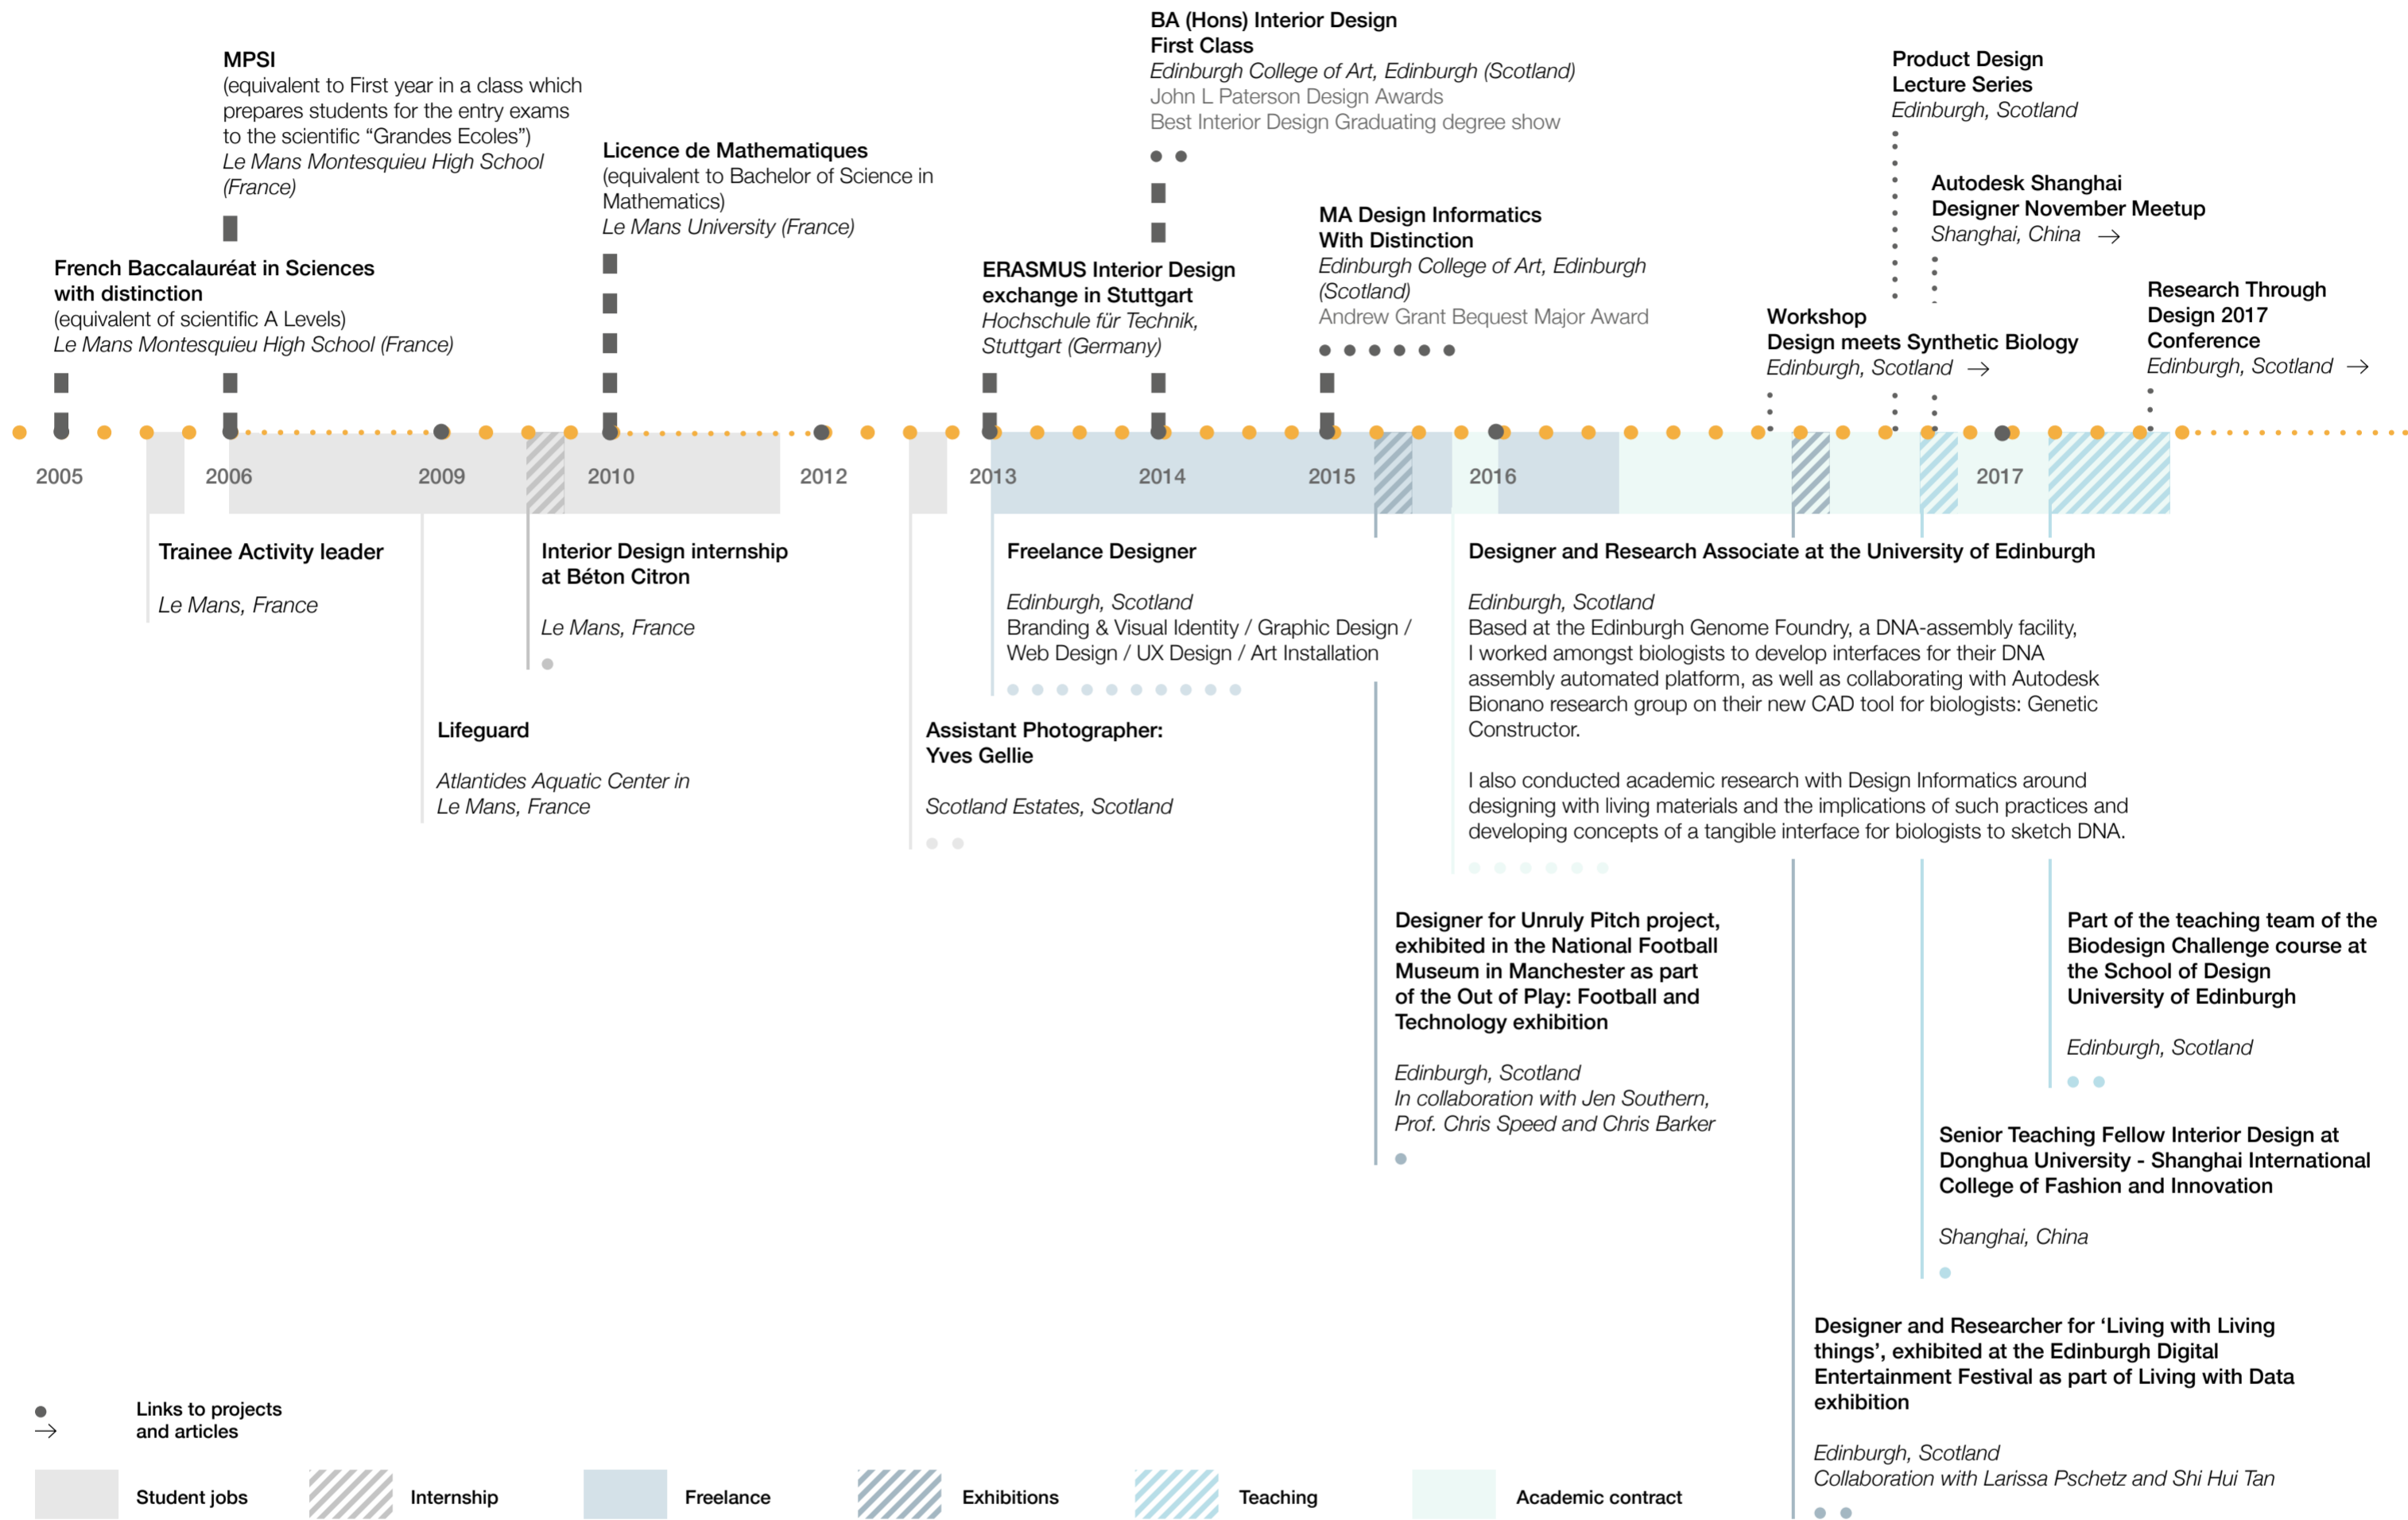 MPSI
(equivalent to First year in a class which
prepares students for the entry exams
to the scientific “Grandes Ecoles”)
Le Mans Montesquieu High School
(France)
French Baccalauréat in Sciences
with distinction
(equivalent of scientific A Levels)
Le Mans Montesquieu High School (France)
Licence de Mathematiques
(equivalent to Bachelor of Science in
Mathematics)
Le Mans University (France)
ERASMUS Interior Design
exchange in Stuttgart
Hochschule für Technik,
Stuttgart (Germany)
BA (Hons) Interior Design
First Class
Edinburgh College of Art, Edinburgh (Scotland)
John L Paterson Design Awards
Best Interior Design Graduating degree show
MA Design Informatics
With Distinction
Edinburgh College of Art, Edinburgh
(Scotland)
Andrew Grant Bequest Major Award
Product Design
Lecture Series
Edinburgh, Scotland
Autodesk Shanghai
Designer November Meetup
Shanghai, China →
Workshop
Design meets Synthetic Biology
Edinburgh, Scotland →
Research Through
Design 2017
Conference
Edinburgh, Scotland →
2005 2006 2009 2010 2012 2013 2014 2015 2016 2017
Trainee Activity leader
Le Mans, France
Lifeguard
Atlantides Aquatic Center in
Le Mans, France
Interior Design internship
at Béton Citron
Le Mans, France
Assistant Photographer:
Yves Gellie
Scotland Estates, Scotland
Freelance Designer
Edinburgh, Scotland
Branding & Visual Identity / Graphic Design /
Web Design / UX Design / Art Installation
Designer and Research Associate at the University of Edinburgh
Edinburgh, Scotland
Based at the Edinburgh Genome Foundry, a DNA-assembly facility,
I worked amongst biologists to develop interfaces for their DNA
assembly automated platform, as well as collaborating with Autodesk
Bionano research group on their new CAD tool for biologists: Genetic
Constructor.
I also conducted academic research with Design Informatics around
designing with living materials and the implications of such practices and
developing concepts of a tangible interface for biologists to sketch DNA.
Designer for Unruly Pitch project,
exhibited in the National Football
Museum in Manchester as part
of the Out of Play: Football and
Technology exhibition
Edinburgh, Scotland
In collaboration with Jen Southern,
Prof. Chris Speed and Chris Barker
Part of the teaching team of the
Biodesign Challenge course at
the School of Design
University of Edinburgh
Edinburgh, Scotland
Senior Teaching Fellow Interior Design at
Donghua University - Shanghai International
College of Fashion and Innovation
Shanghai, China
Designer and Researcher for ‘Living with Living
things’, exhibited at the Edinburgh Digital
Entertainment Festival as part of Living with Data
exhibition
Edinburgh, Scotland
Collaboration with Larissa Pschetz and Shi Hui Tan
Links to projects
→ and articles
Student jobs
Internship
Freelance
Exhibitions
Teaching
Academic contract